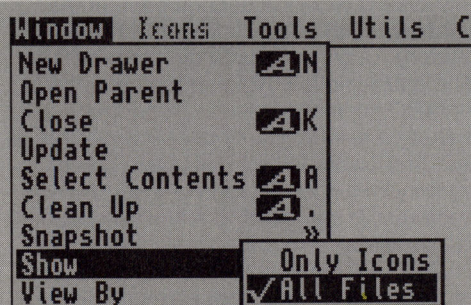 Window Icons Tools Utils C
New Drawer A N
Open Parent
Close A K
Update
Select Contents A A
Clean Up A .
Snapshot »
Show Only Icons
View By ✓ All Files